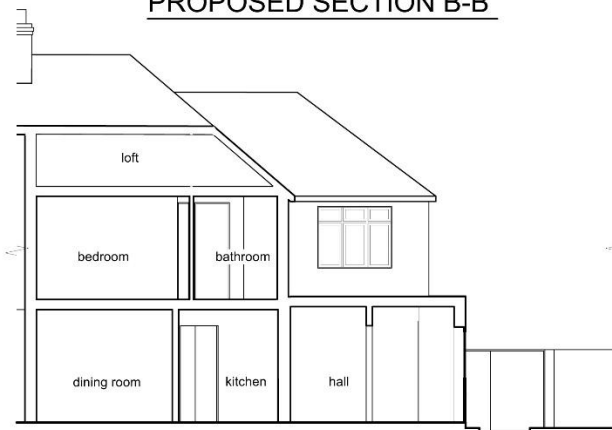 PROPOSED SECTION B-B
loft
bedroom
bathroom
dining room
kitchen
hall